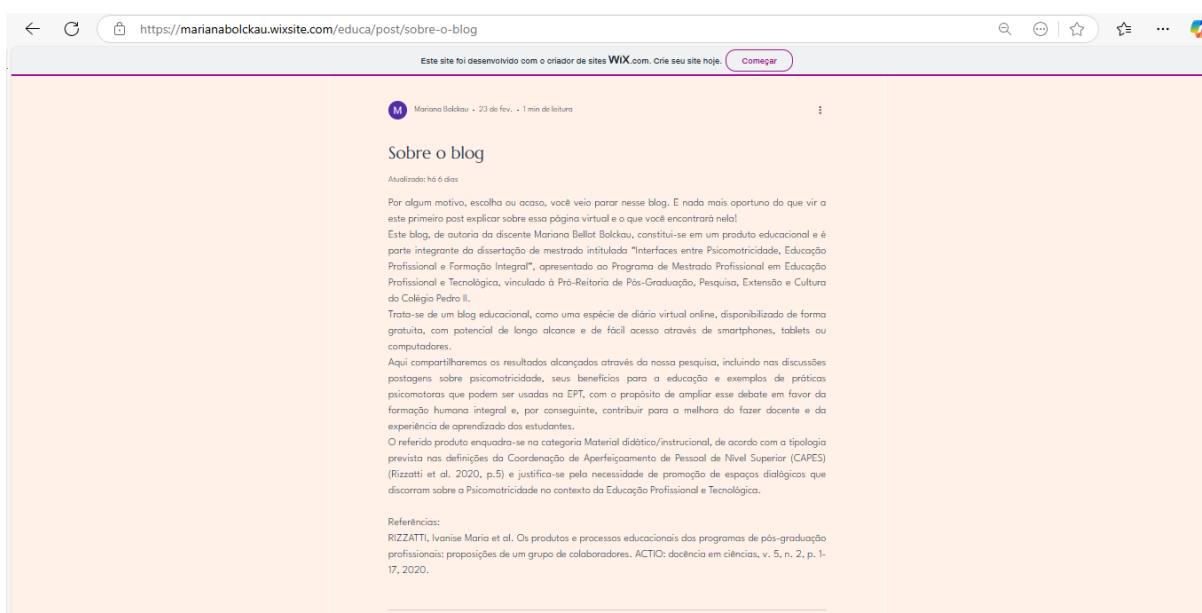 https://marianabolckau.wixsite.com/educa/post/sobre-o-blog
Este site foi desenvolvido com o criador de sites WiX.com. Crie seu site hoje. Começar
M Mariana Bolckau • 23 de fev. • 1 min de leitura
Sobre o blog
Atualizado: há 6 dias
Por algum motivo, escolha ou acaso, você veio parar nesse blog. E nada mais oportuno do que vir a
este primeiro post explicar sobre essa página virtual e o que você encontrará nela!
Este blog, de autoria da discente Mariana Bellot Bolckau, constitui-se em um produto educacional e é
parte integrante da dissertação de mestrado intitulada "Interfaces entre Psicomotricidade, Educação
Profissional e Formação Integral", apresentado ao Programa de Mestrado Profissional em Educação
Profissional e Tecnológica, vinculado à Pró-Reitoria de Pós-Graduação, Pesquisa, Extensão e Cultura
do Colégio Pedro II.
Trata-se de um blog educacional, como uma espécie de diário virtual online, disponibilizado de forma
gratuita, com potencial de longo alcance e de fácil acesso através de smartphones, tablets ou
computadores.
Aqui compartilharemos os resultados alcançados através da nossa pesquisa, incluindo nas discussões
postagens sobre psicomotricidade, seus benefícios para a educação e exemplos de práticas
psicomotoras que podem ser usadas na EPT, com o propósito de ampliar esse debate em favor da
formação humana integral e, por conseguinte, contribuir para a melhora do fazer docente e da
experiência de aprendizado dos estudantes.
O referido produto enquadra-se na categoria Material didático/instrucional, de acordo com a tipologia
prevista nas definições da Coordenação de Aperfeiçoamento de Pessoal de Nível Superior (CAPES)
(Rizzatti et al. 2020, p.5) e justifica-se pela necessidade de promoção de espaços dialógicos que
discorram sobre a Psicomotricidade no contexto da Educação Profissional e Tecnológica.
Referências:
RIZZATTI, Ivanise Maria et al. Os produtos e processos educacionais dos programas de pós-graduação
profissionais: proposições de um grupo de colaboradores. ACTIO: docência em ciências, v. 5, n. 2, p. 1-
17, 2020.